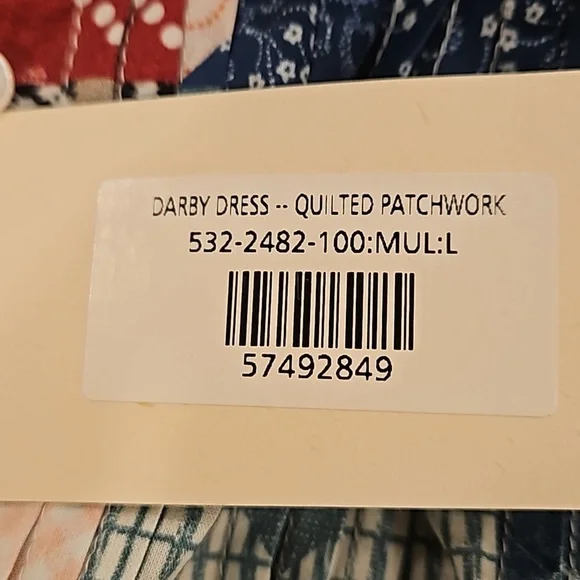 DARBY DRESS -- QUILTED PATCHWORK
532-2482-100:MUL:L
57492849